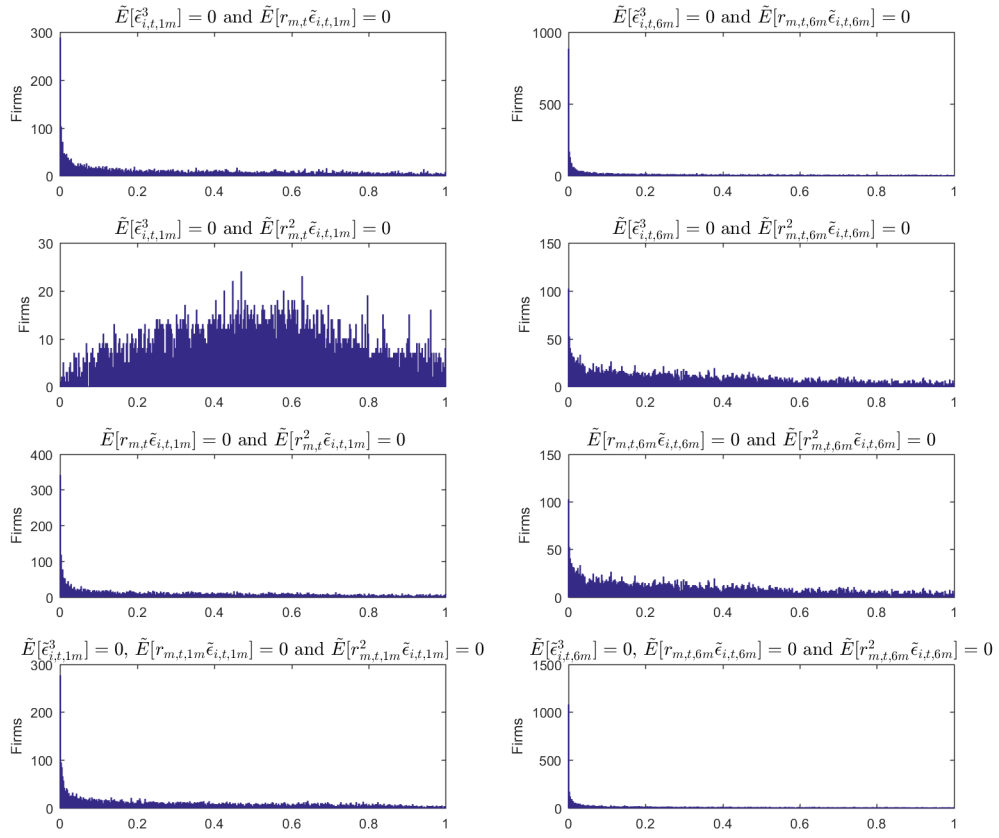 Ẽ[ε̃³_{i,t,1m}] = 0 and Ẽ[r_{m,t}ε̃_{i,t,1m}] = 0
300
200
100
0
Firms
0 0.2 0.4 0.6 0.8 1
Ẽ[ε̃³_{i,t,6m}] = 0 and Ẽ[r_{m,t,6m}ε̃_{i,t,6m}] = 0
1000
500
0
Firms
0 0.2 0.4 0.6 0.8 1
Ẽ[ε̃³_{i,t,1m}] = 0 and Ẽ[r²_{m,t}ε̃_{i,t,1m}] = 0
30
20
10
0
Firms
0 0.2 0.4 0.6 0.8 1
Ẽ[ε̃³_{i,t,6m}] = 0 and Ẽ[r²_{m,t,6m}ε̃_{i,t,6m}] = 0
150
100
50
0
Firms
0 0.2 0.4 0.6 0.8 1
Ẽ[r_{m,t}ε̃_{i,t,1m}] = 0 and Ẽ[r²_{m,t}ε̃_{i,t,1m}] = 0
400
300
200
100
0
Firms
0 0.2 0.4 0.6 0.8 1
Ẽ[r_{m,t,6m}ε̃_{i,t,6m}] = 0 and Ẽ[r²_{m,t,6m}ε̃_{i,t,6m}] = 0
150
100
50
0
Firms
0 0.2 0.4 0.6 0.8 1
Ẽ[ε̃³_{i,t,1m}] = 0, Ẽ[r_{m,t,1m}ε̃_{i,t,1m}] = 0 and Ẽ[r²_{m,t,1m}ε̃_{i,t,1m}] = 0
300
200
100
0
Firms
0 0.2 0.4 0.6 0.8 1
Ẽ[ε̃³_{i,t,6m}] = 0, Ẽ[r_{m,t,6m}ε̃_{i,t,6m}] = 0 and Ẽ[r²_{m,t,6m}ε̃_{i,t,6m}] = 0
1500
1000
500
0
Firms
0 0.2 0.4 0.6 0.8 1